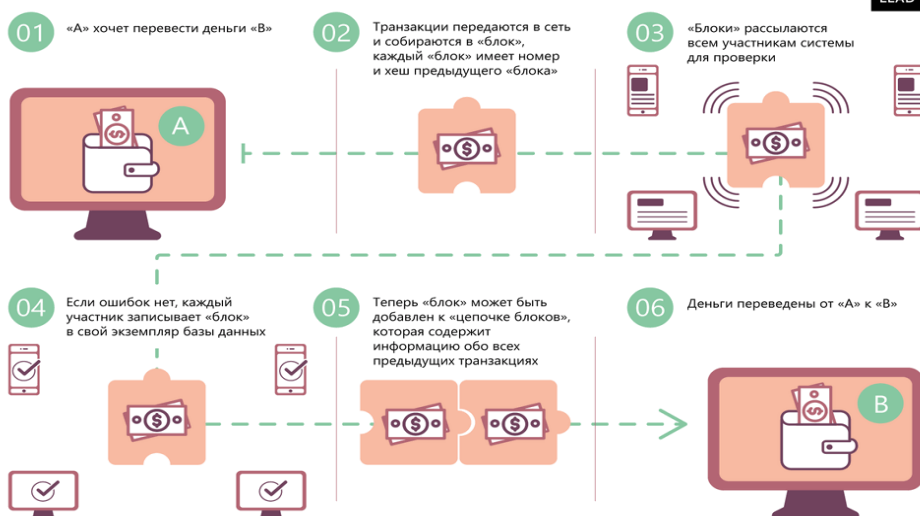 01
«А» хочет перевести деньги «В»
02
Транзакции передаются в сеть
и собираются в «блок»,
каждый «блок» имеет номер
и хеш предыдущего «блока»
03
«Блоки» рассылаются
всем участникам системы
для проверки
A
04
Если ошибок нет, каждый
участник записывает «блок»
в свой экземпляр базы данных
05
Теперь «блок» может быть
добавлен к «цепочке блоков»,
которая содержит
информацию обо всех
предыдущих транзакциях
06
Деньги переведены от «А» к «В»
B